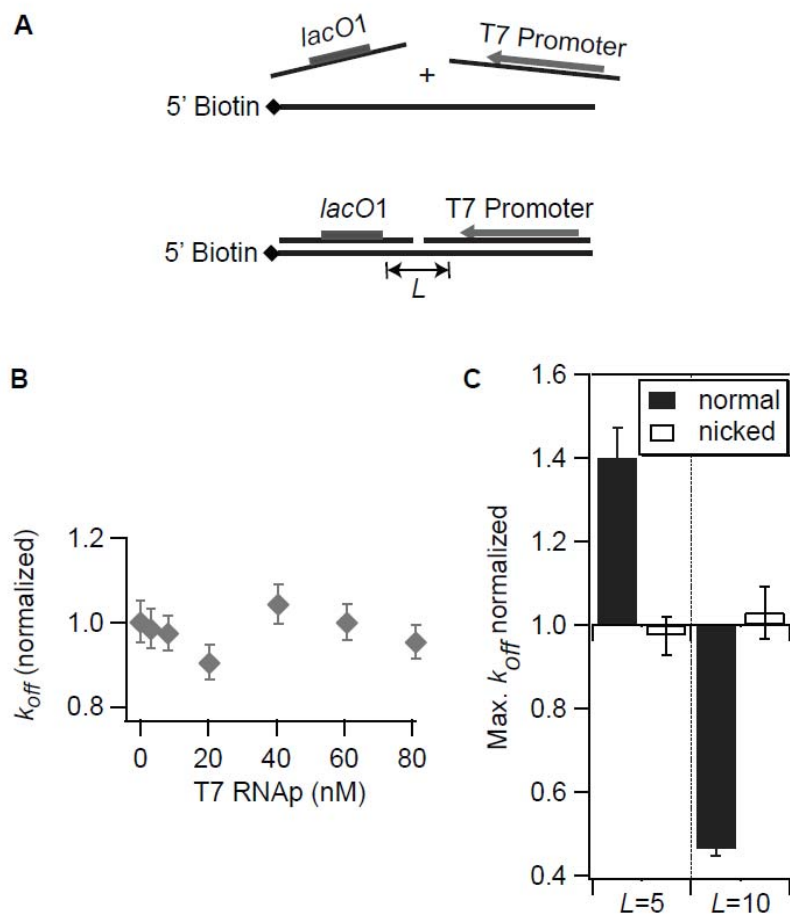 A
lacO1
T7 Promoter
+
5' Biotin
lacO1
T7 Promoter
5' Biotin
L
B
koff (normalized)
1.2
1.0
0.8
0
20
40
60
80
T7 RNAp (nM)
C
Max. koff normalized
1.6
1.4
1.2
1.0
0.8
0.6
0.4
normal
nicked
L=5
L=10